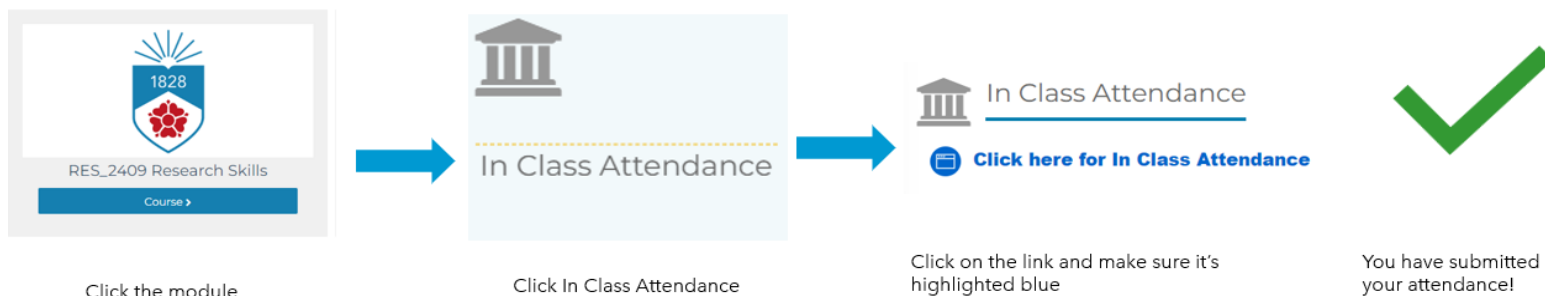 1828
RES_2409 Research Skills
Course >
Click the module
In Class Attendance
Click In Class Attendance
In Class Attendance
Click here for In Class Attendance
Click on the link and make sure it's
highlighted blue
You have submitted
your attendance!